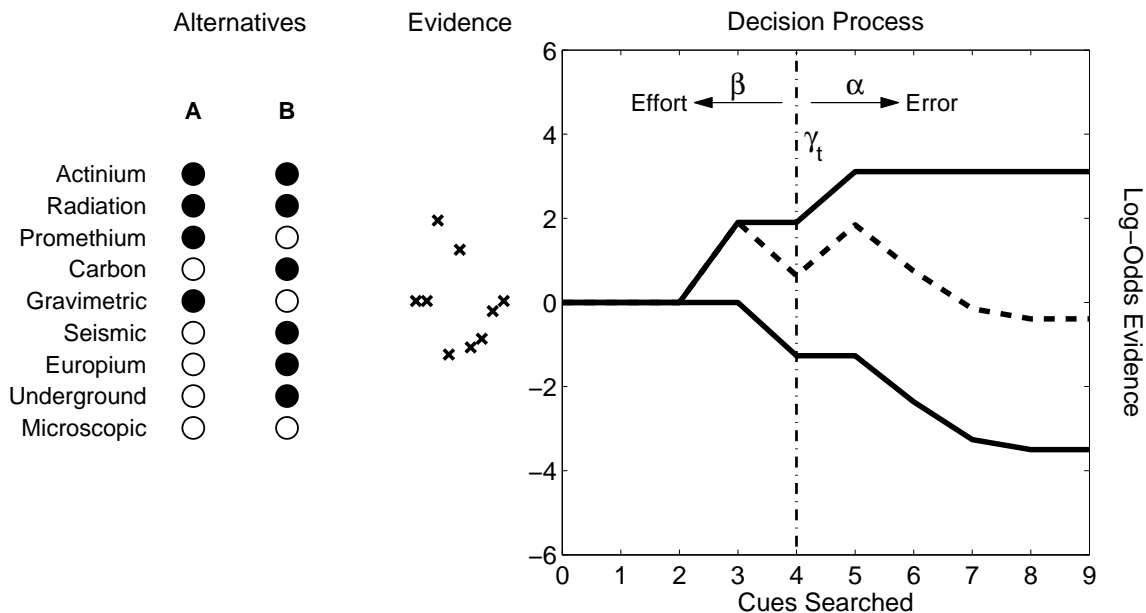 Alternatives
Evidence
Decision Process
A
B
Actinium
Radiation
Promethium
Carbon
Gravimetric
Seismic
Europium
Underground
Microscopic
6
4
2
0
−2
−4
−6
Effort
β
α
Error
γt
0 1 2 3 4 5 6 7 8 9
Cues Searched
Log−Odds Evidence